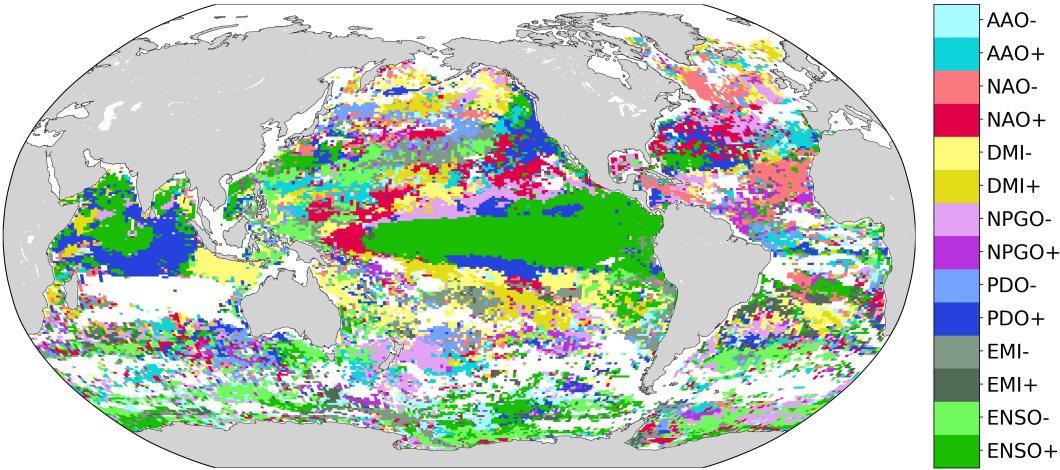 AAO-
AAO+
NAO-
NAO+
DMI-
DMI+
NPGO-
NPGO+
PDO-
PDO+
EMI-
EMI+
ENSO-
ENSO+